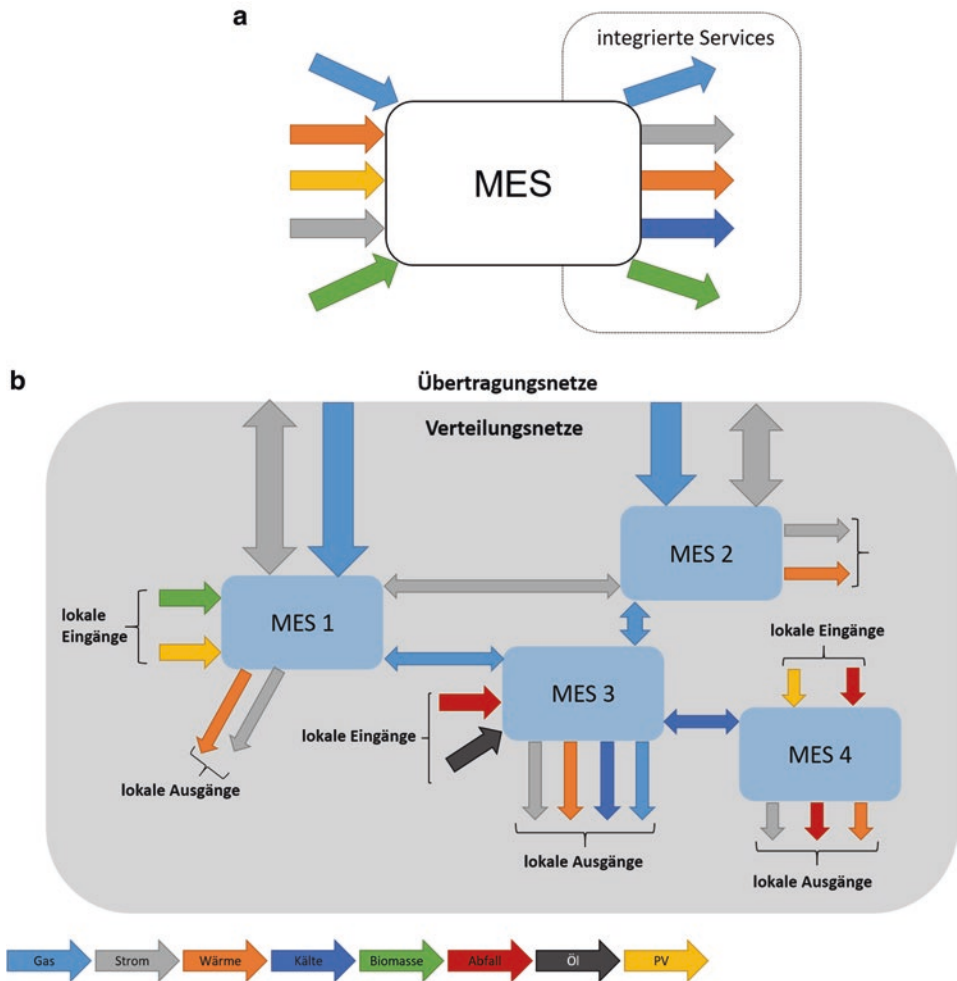 a
integrierte Services
MES
b
Übertragungsnetze
Verteilungsnetze
MES 2
lokale
Eingänge
MES 1
lokale Eingänge
MES 3
lokale Eingänge
MES 4
lokale Ausgänge
lokale Ausgänge
lokale Ausgänge
Gas
Strom
Wärme
Kälte
Biomasse
Abfall
Öl
PV